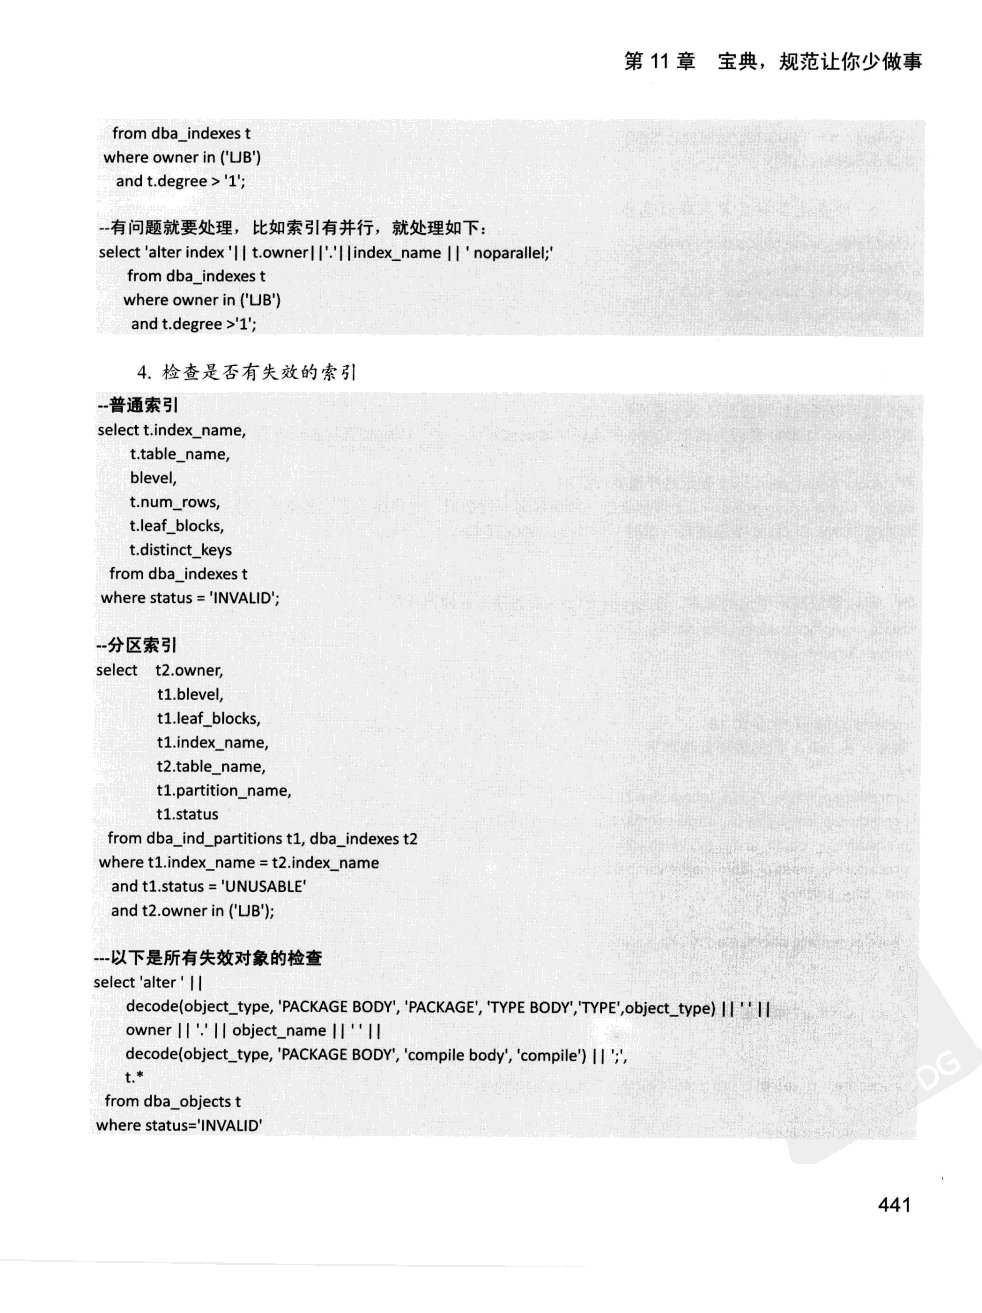 第 11 章 宝典，规范让你少做事
from dba_indexes t
where owner in ('LJB')
and t.degree > '1';
--有问题就要处理，比如索引有并行，就处理如下：
select 'alter index '|| t.owner||'.'||index_name || ' noparallel;'
from dba_indexes t
where owner in ('LJB')
and t.degree >'1';
4. 检查是否有失效的索引
--普通索引
select t.index_name,
t.table_name,
blevel,
t.num_rows,
t.leaf_blocks,
t.distinct_keys
from dba_indexes t
where status = 'INVALID';
--分区索引
select t2.owner,
t1.blevel,
t1.leaf_blocks,
t1.index_name,
t2.table_name,
t1.partition_name,
t1.status
from dba_ind_partitions t1, dba_indexes t2
where t1.index_name = t2.index_name
and t1.status = 'UNUSABLE'
and t2.owner in ('LJB');
---以下是所有失效对象的检查
select 'alter ' ||
decode(object_type, 'PACKAGE BODY', 'PACKAGE', 'TYPE BODY','TYPE',object_type) || ' ' ||
owner || '.' || object_name || ' ' ||
decode(object_type, 'PACKAGE BODY', 'compile body', 'compile') || ';',
t.*
from dba_objects t
where status='INVALID'
DG
441